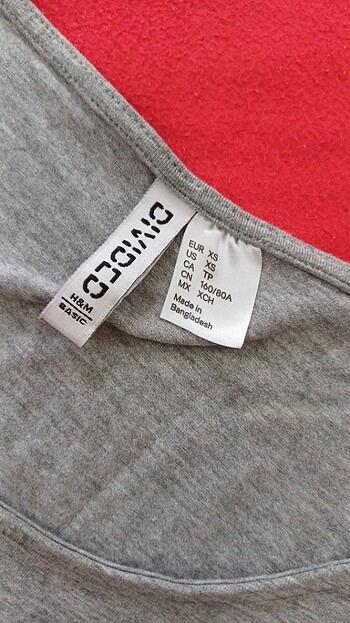 DIVIDED
H&M
BASIC
EUR XS
US XS
CA TP
CN 160/80A
MX XCH
Made in
Bangladesh